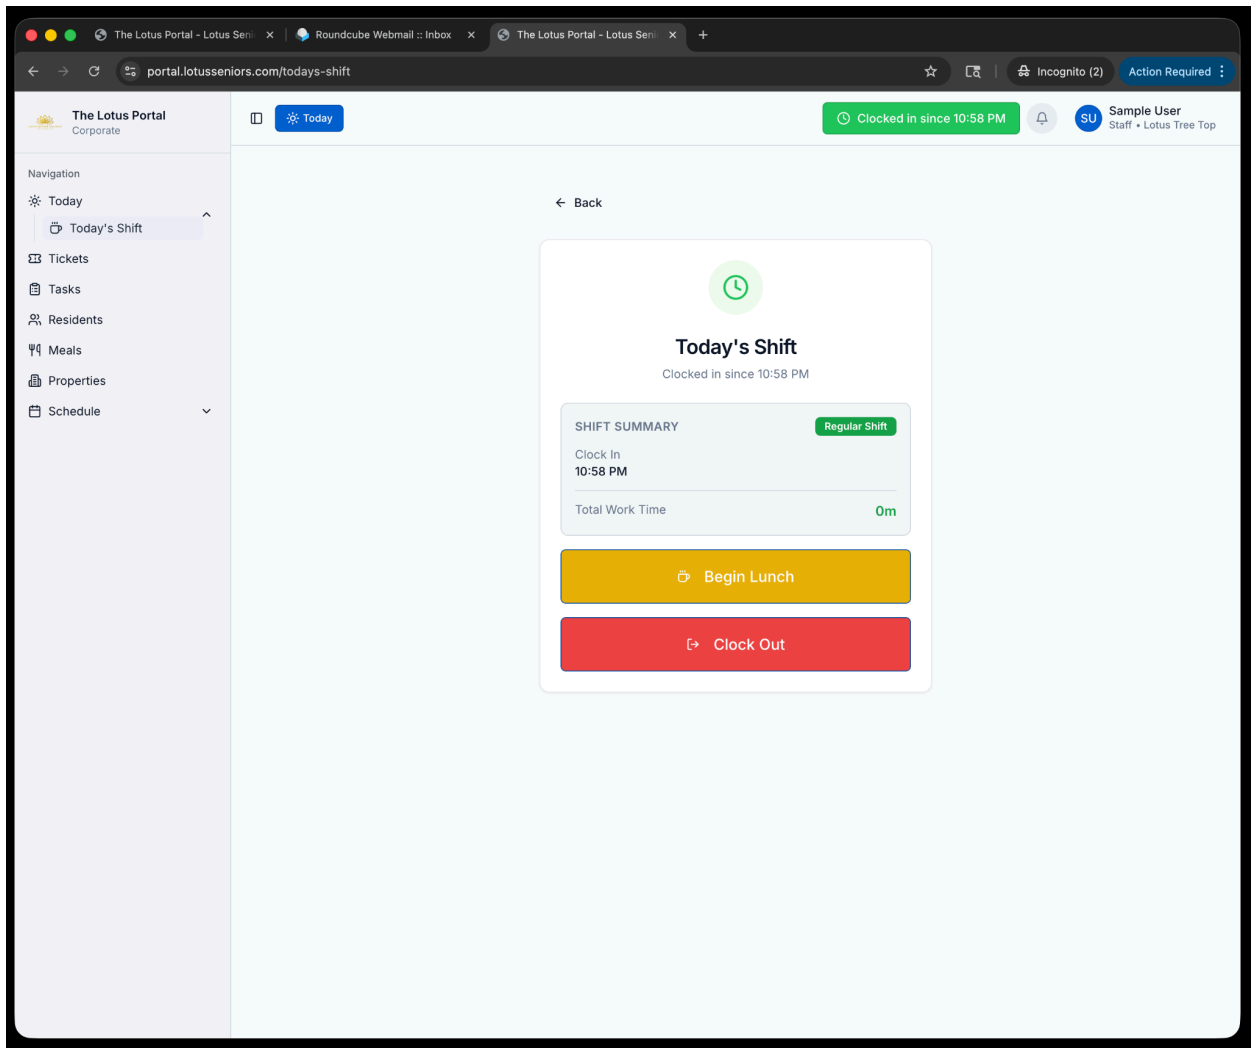 The Lotus Portal - Lotus Seni
Roundcube Webmail :: Inbox
The Lotus Portal - Lotus Seni
portal.lotusseniors.com/todays-shift
Incognito (2)
Action Required
The Lotus Portal
Corporate
Today
Clocked in since 10:58 PM
SU
Sample User
Staff • Lotus Tree Top
Navigation
Today
Today's Shift
Tickets
Tasks
Residents
Meals
Properties
Schedule
Back
Today's Shift
Clocked in since 10:58 PM
SHIFT SUMMARY
Regular Shift
Clock In
10:58 PM
Total Work Time
0m
Begin Lunch
Clock Out